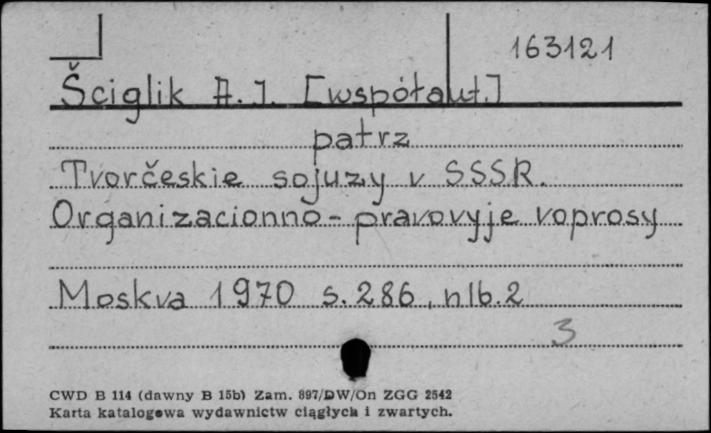 163121
Ščiglik A. I. [współaut.]
patrz
Tvorčeskie sojuzy v SSSR.
Organizacionno - pravovyje voprosy
Moskva 1970 s. 286, nlb. 2
3
CWD B 114 (dawny B 15b) Zam. 897/DW/On ZGG 2542
Karta katalogowa wydawnictw ciągłych i zwartych.